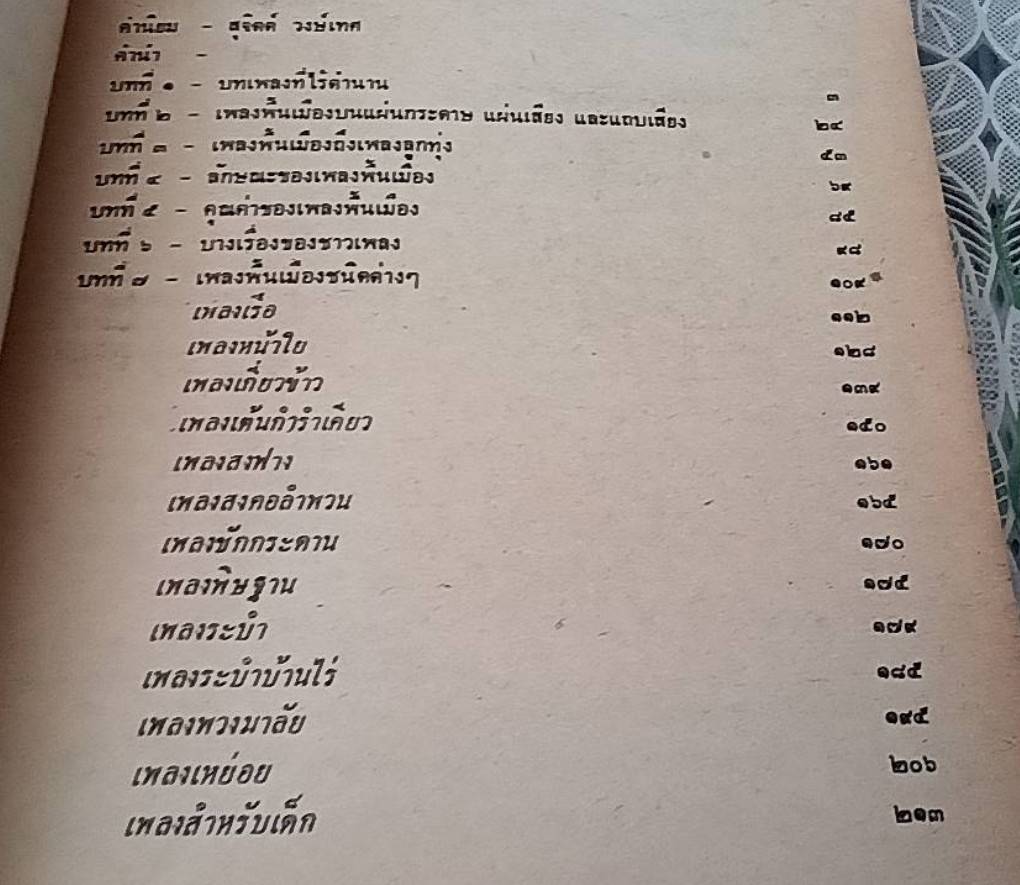 คำนิยม - สุจิตต์ วงษ์เทศ
คำนำ -
บทที่ ๑ - บทเพลงที่ไร้ตำนาน ๓
บทที่ ๒ - เพลงพื้นเมืองบนแผ่นกระดาษ แผ่นเสียง และแถบเสียง ๒๔
บทที่ ๓ - เพลงพื้นเมืองถึงเพลงลูกทุ่ง ๕๓
บทที่ ๔ - ลักษณะของเพลงพื้นเมือง ๖๙
บทที่ ๕ - คุณค่าของเพลงพื้นเมือง ๘๕
บทที่ ๖ - บางเรื่องของชาวเพลง ๙๘
บทที่ ๗ - เพลงพื้นเมืองชนิดต่างๆ ๑๐๙
เพลงเรือ ๑๑๒
เพลงหน้าใย ๑๒๘
เพลงเกี่ยวข้าว ๑๓๙
เพลงเต้นกำรำเคียว ๑๕๐
เพลงสงฟาง ๑๖๑
เพลงสงคอลำพวน ๑๖๕
เพลงชักกระดาน ๑๗๐
เพลงพิษฐาน ๑๗๕
เพลงระบำ ๑๗๙
เพลงระบำบ้านไร่ ๑๘๕
เพลงพวงมาลัย ๑๙๕
เพลงเหย่อย ๒๐๖
เพลงสำหรับเด็ก ๒๑๓